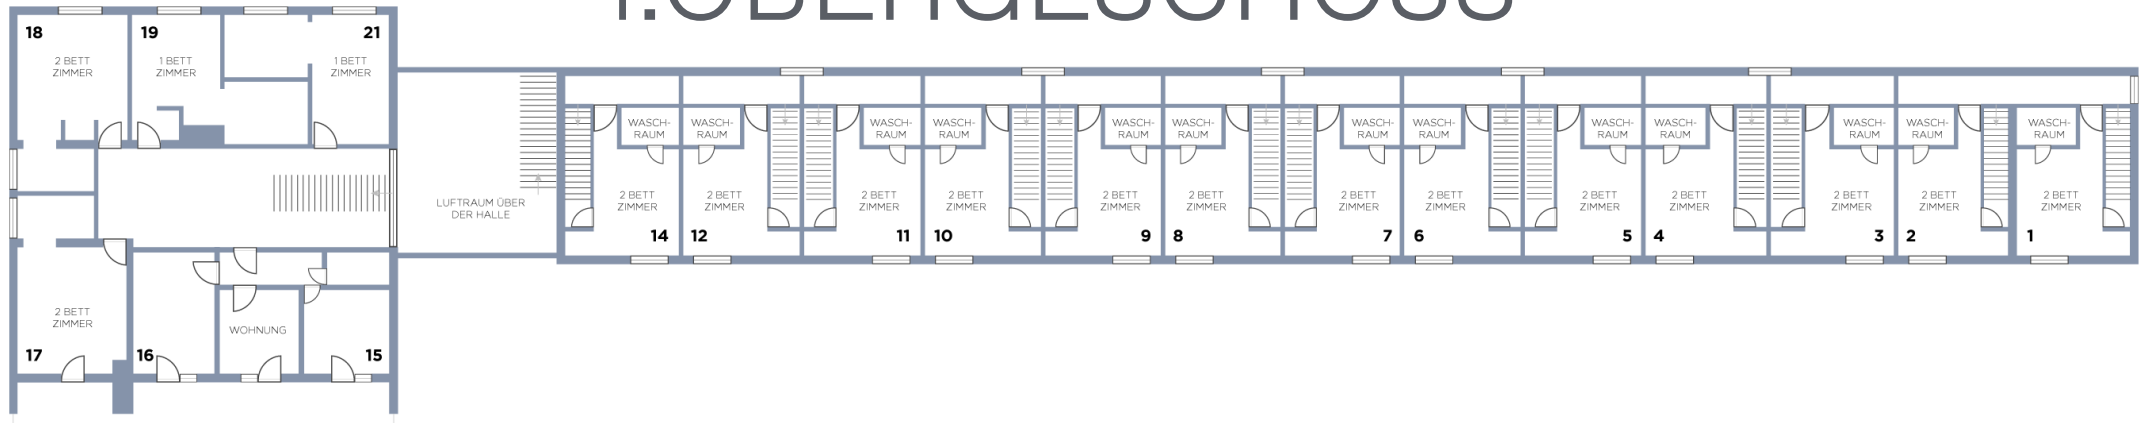 1.OBERGESCHOSS
18
2 BETT
ZIMMER
19
1 BETT
ZIMMER
21
1 BETT
ZIMMER
LUFTRAUM ÜBER
DER HALLE
2 BETT
ZIMMER
17
16
WOHNUNG
15
WASCH-
RAUM
2 BETT
ZIMMER
14
WASCH-
RAUM
2 BETT
ZIMMER
12
WASCH-
RAUM
2 BETT
ZIMMER
11
WASCH-
RAUM
2 BETT
ZIMMER
10
WASCH-
RAUM
2 BETT
ZIMMER
9
WASCH-
RAUM
2 BETT
ZIMMER
8
WASCH-
RAUM
2 BETT
ZIMMER
7
WASCH-
RAUM
2 BETT
ZIMMER
6
WASCH-
RAUM
2 BETT
ZIMMER
5
WASCH-
RAUM
2 BETT
ZIMMER
4
WASCH-
RAUM
2 BETT
ZIMMER
3
WASCH-
RAUM
2 BETT
ZIMMER
2
WASCH-
RAUM
2 BETT
ZIMMER
1